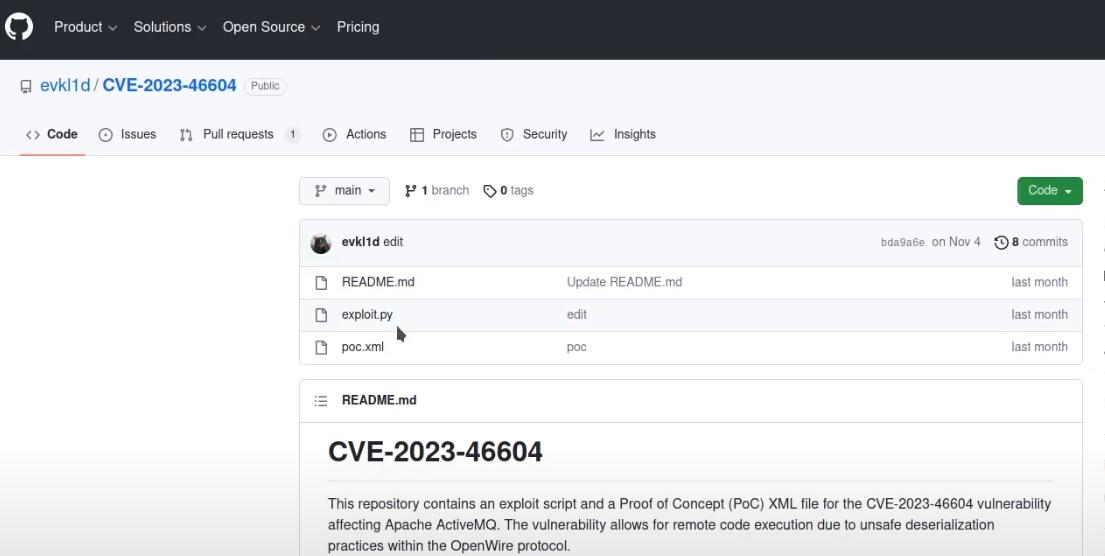 Product Solutions Open Source Pricing
evkl1d / CVE-2023-46604 Public
Code Issues Pull requests 1 Actions Projects Security Insights
main 1 branch 0 tags Code
evkl1d edit bda9a6e on Nov 4 8 commits
README.md Update README.md last month
exploit.py edit last month
poc.xml poc last month
README.md
CVE-2023-46604
This repository contains an exploit script and a Proof of Concept (PoC) XML file for the CVE-2023-46604 vulnerability
affecting Apache ActiveMQ. The vulnerability allows for remote code execution due to unsafe deserialization
practices within the OpenWire protocol.